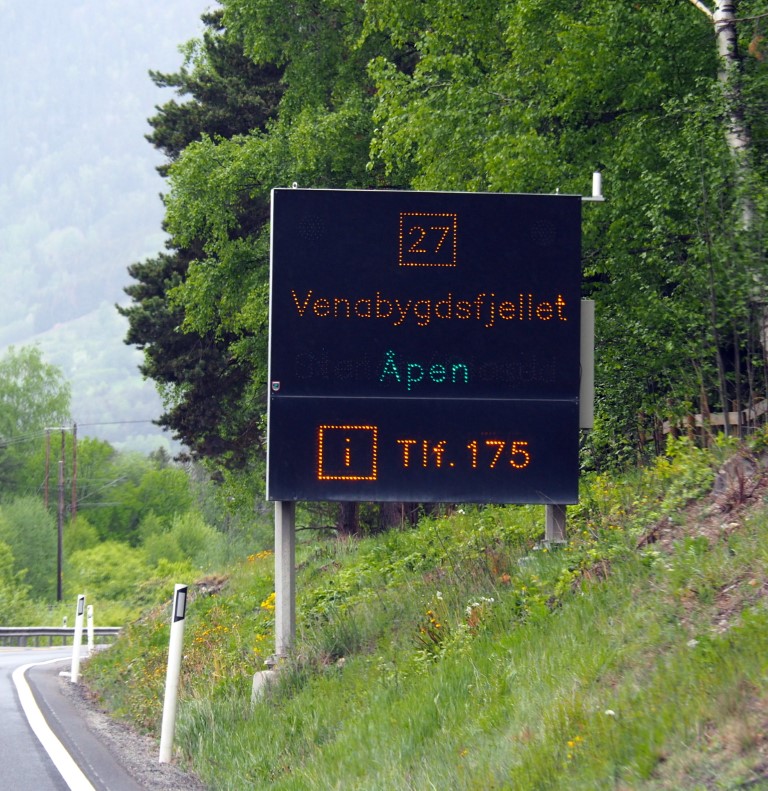 27
Venabygdsfjellet
Åpen
i Tlf. 175